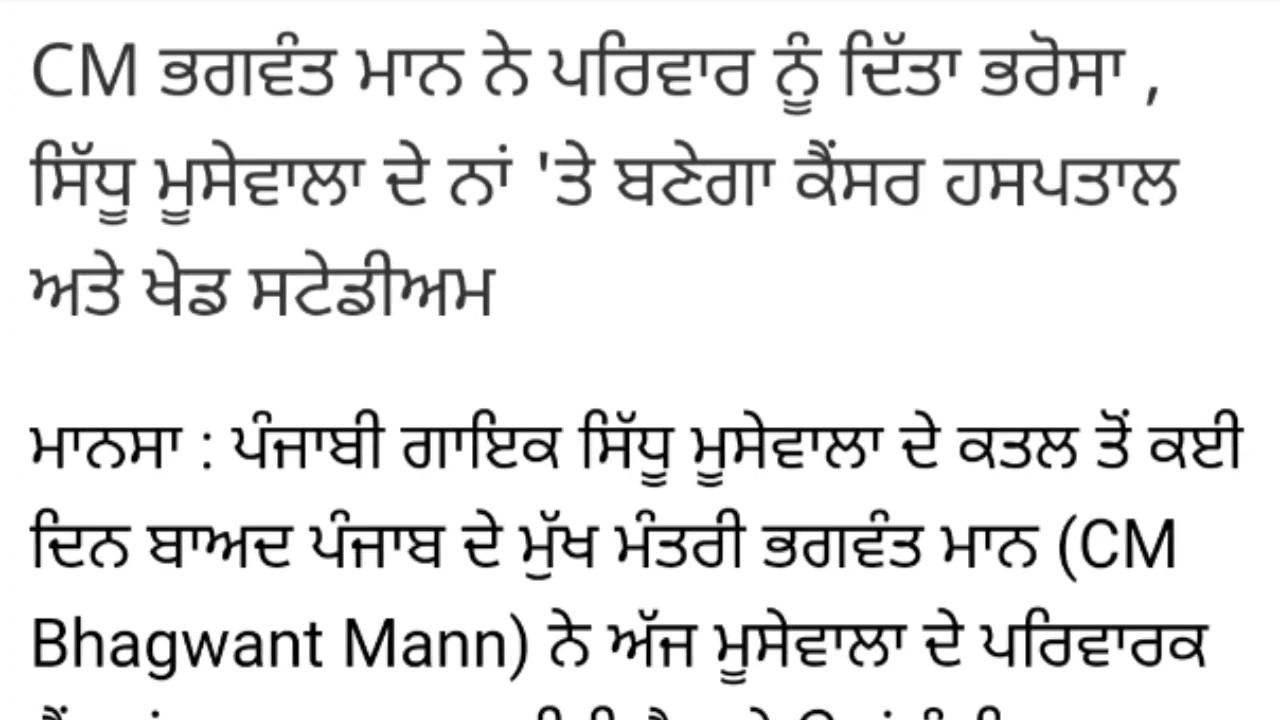 CM ਭਗਵੰਤ ਮਾਨ ਨੇ ਪਰਿਵਾਰ ਨੂੰ ਦਿੱਤਾ ਭਰੋਸਾ ,
ਸਿੱਧੂ ਮੂਸੇਵਾਲਾ ਦੇ ਨਾਂ 'ਤੇ ਬਣੇਗਾ ਕੈਂਸਰ ਹਸਪਤਾਲ
ਅਤੇ ਖੇਡ ਸਟੇਡੀਅਮ
ਮਾਨਸਾ : ਪੰਜਾਬੀ ਗਾਇਕ ਸਿੱਧੂ ਮੂਸੇਵਾਲਾ ਦੇ ਕਤਲ ਤੋਂ ਕਈ
ਦਿਨ ਬਾਅਦ ਪੰਜਾਬ ਦੇ ਮੁੱਖ ਮੰਤਰੀ ਭਗਵੰਤ ਮਾਨ (CM
Bhagwant Mann) ਨੇ ਅੱਜ ਮੂਸੇਵਾਲਾ ਦੇ ਪਰਿਵਾਰਕ